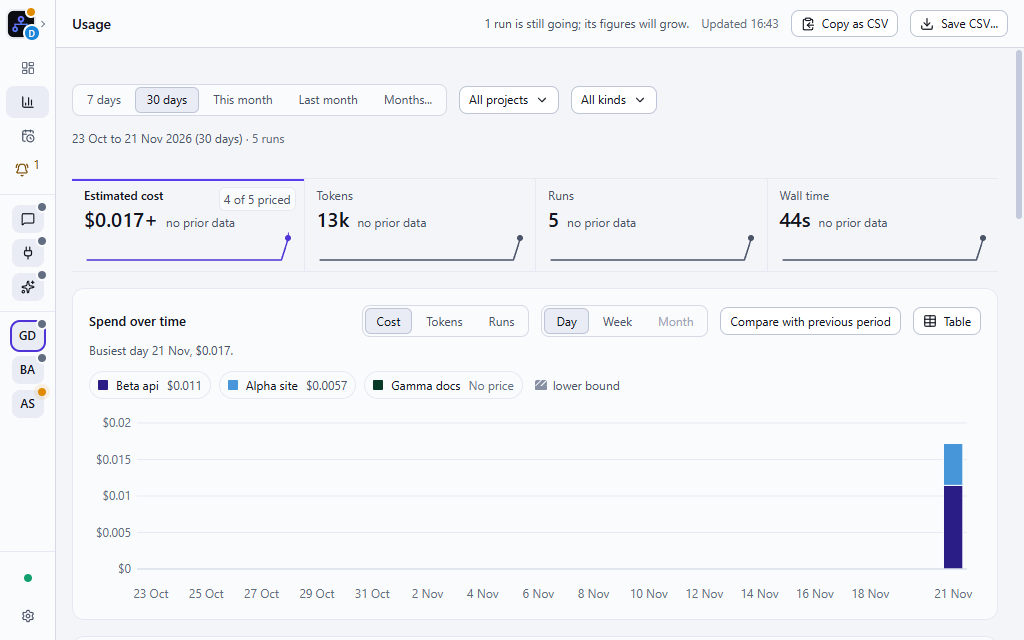 D
Usage
1 run is still going; its figures will grow. Updated 16:43 Copy as CSV Save CSV...
7 days 30 days This month Last month Months... All projects All kinds
23 Oct to 21 Nov 2026 (30 days) · 5 runs
1
Estimated cost 4 of 5 priced
$0.017+ no prior data
Tokens
13k no prior data
Runs
5 no prior data
Wall time
44s no prior data
GD
BA
AS
Spend over time Cost Tokens Runs Day Week Month Compare with previous period Table
Busiest day 21 Nov, $0.017.
Beta api $0.011 Alpha site $0.0057 Gamma docs No price lower bound
$0.02
$0.015
$0.01
$0.005
$0
23 Oct 25 Oct 27 Oct 29 Oct 31 Oct 2 Nov 4 Nov 6 Nov 8 Nov 10 Nov 12 Nov 14 Nov 16 Nov 18 Nov 21 Nov